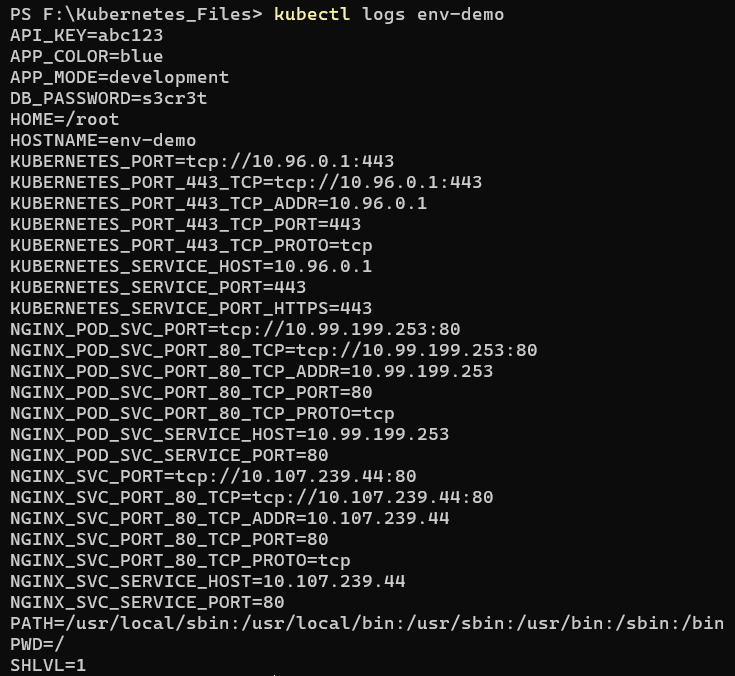 PS F:\Kubernetes_Files> kubectl logs env-demo
API_KEY=abc123
APP_COLOR=blue
APP_MODE=development
DB_PASSWORD=s3cr3t
HOME=/root
HOSTNAME=env-demo
KUBERNETES_PORT=tcp://10.96.0.1:443
KUBERNETES_PORT_443_TCP=tcp://10.96.0.1:443
KUBERNETES_PORT_443_TCP_ADDR=10.96.0.1
KUBERNETES_PORT_443_TCP_PORT=443
KUBERNETES_PORT_443_TCP_PROTO=tcp
KUBERNETES_SERVICE_HOST=10.96.0.1
KUBERNETES_SERVICE_PORT=443
KUBERNETES_SERVICE_PORT_HTTPS=443
NGINX_POD_SVC_PORT=tcp://10.99.199.253:80
NGINX_POD_SVC_PORT_80_TCP=tcp://10.99.199.253:80
NGINX_POD_SVC_PORT_80_TCP_ADDR=10.99.199.253
NGINX_POD_SVC_PORT_80_TCP_PORT=80
NGINX_POD_SVC_PORT_80_TCP_PROTO=tcp
NGINX_POD_SVC_SERVICE_HOST=10.99.199.253
NGINX_POD_SVC_SERVICE_PORT=80
NGINX_SVC_PORT=tcp://10.107.239.44:80
NGINX_SVC_PORT_80_TCP=tcp://10.107.239.44:80
NGINX_SVC_PORT_80_TCP_ADDR=10.107.239.44
NGINX_SVC_PORT_80_TCP_PORT=80
NGINX_SVC_PORT_80_TCP_PROTO=tcp
NGINX_SVC_SERVICE_HOST=10.107.239.44
NGINX_SVC_SERVICE_PORT=80
PATH=/usr/local/sbin:/usr/local/bin:/usr/sbin:/usr/bin:/sbin:/bin
PWD=/
SHLVL=1